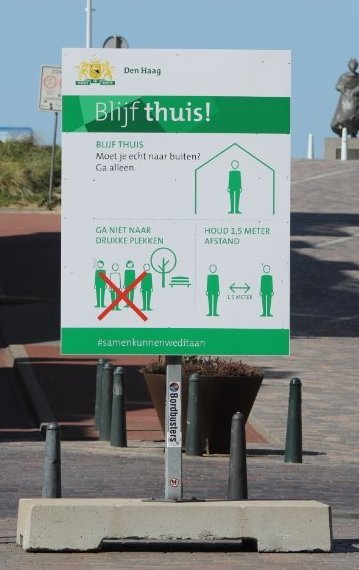 Den Haag
Blijf thuis!
BLIJF THUIS
Moet je echt naar buiten?
Ga alleen.
GA NIET NAAR
DRUKKE PLEKKEN
HOUD 1,5 METER
AFSTAND
1,5 METER
#samenkunnenweditaan
Bordbusters